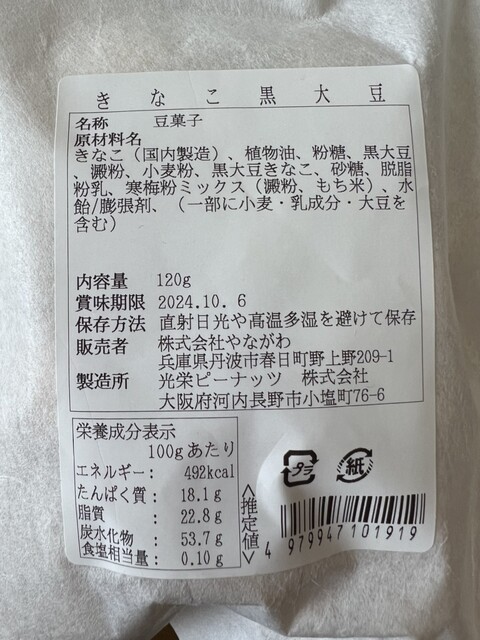 きなこ黒大豆
名称 豆菓子
原材料名
きなこ（国内製造）、植物油、粉糖、黒大豆
、澱粉、小麦粉、黒大豆きなこ、砂糖、脱脂
粉乳、寒梅粉ミックス（澱粉、もち米）、水
飴/膨張剤、（一部に小麦・乳成分・大豆を
含む）
内容量 120g
賞味期限 2024.10. 6
保存方法 直射日光や高温多湿を避けて保存
販売者 株式会社やながわ
兵庫県丹波市春日町野上野209-1
製造所 光栄ピーナッツ 株式会社
大阪府河内長野市小塩町76-6
栄養成分表示
100gあたり
エネルギー: 492kcal
たんぱく質: 18.1g
脂質 : 22.8g
炭水化物 : 53.7g
食塩相当量: 0.10g
<推定値>
プラ
紙
4 979947101919